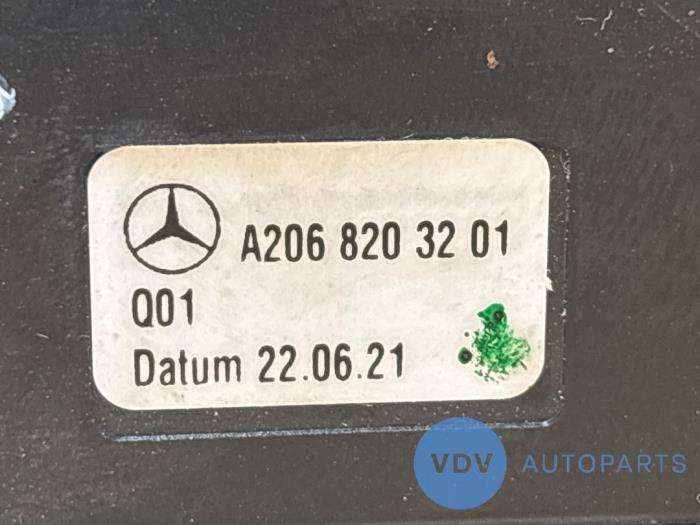 A206 820 32 01
Q01
Datum 22.06.21
VDV AUTOPARTS